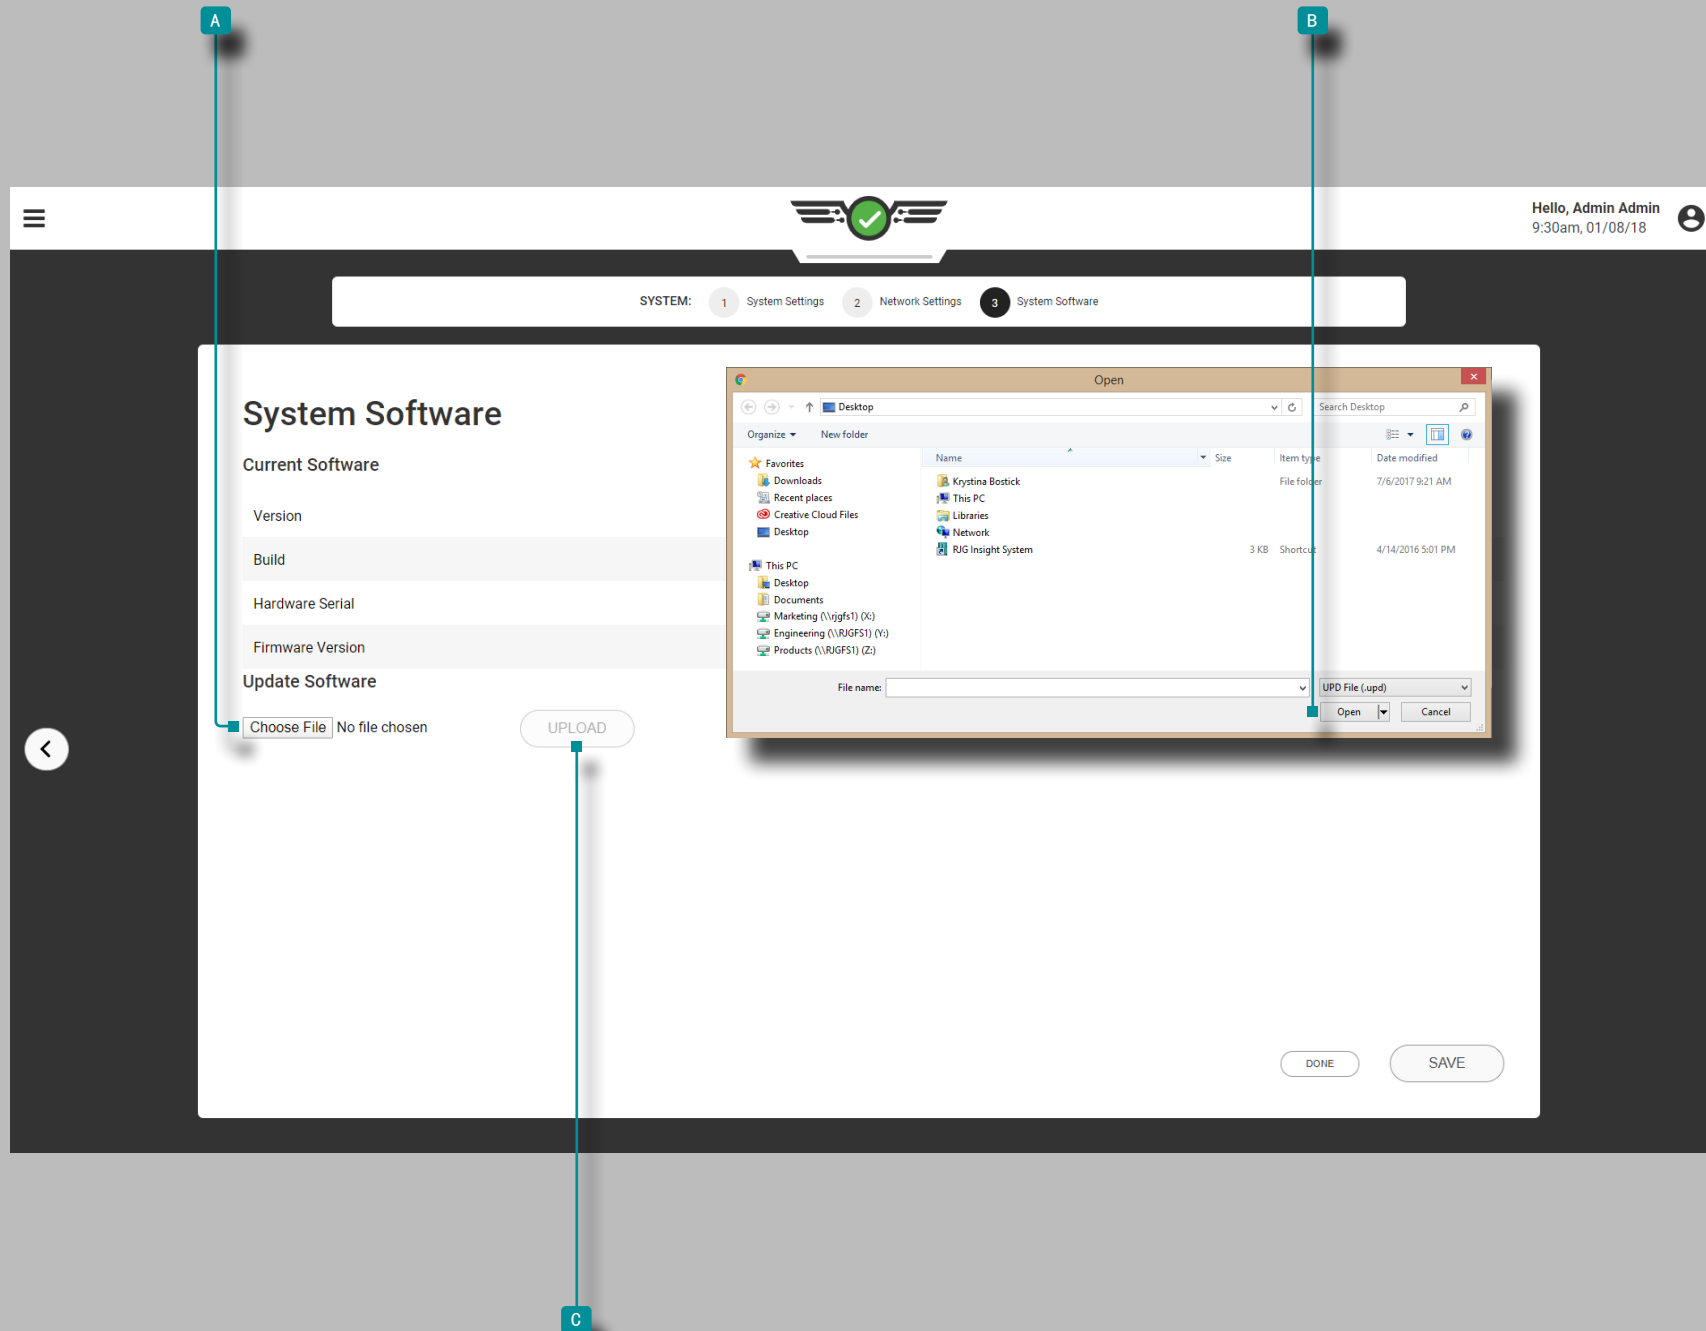 A
B
Hello, Admin Admin
9:30am, 01/08/18
SYSTEM: 1 System Settings 2 Network Settings 3 System Software
System Software
Current Software
Version
Build
Hardware Serial
Firmware Version
Update Software
Choose File No file chosen UPLOAD
Open
Desktop
Search Desktop
Organize New folder
Name Size Item type Date modified
Favorites
Downloads
Recent places
Creative Cloud Files
Desktop
This PC
Desktop
Documents
Marketing (\\rjgfs1) (X:)
Engineering (\\RJGFS1) (Y:)
Products (\\RJGFS1) (Z:)
Krystina Bostick File folder 7/6/2017 9:21 AM
This PC
Libraries
Network
RJG Insight System 3 KB Shortcut 4/14/2016 5:01 PM
File name: UPD File (.upd)
Open Cancel
DONE SAVE
C